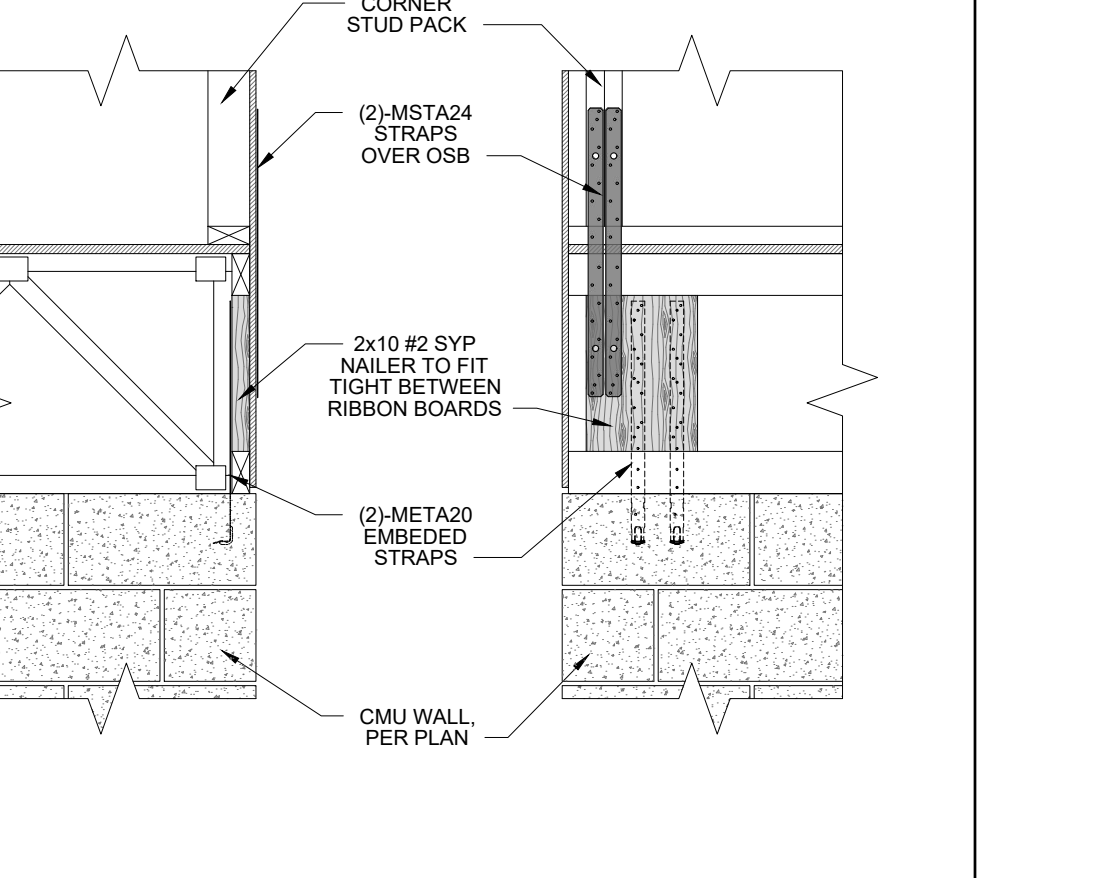 CORNER
STUD PACK
(2)-MSTA24
STRAPS
OVER OSB
2x10 #2 SYP
NAILER TO FIT
TIGHT BETWEEN
RIBBON BOARDS
(2)-META20
EMBEDED
STRAPS
CMU WALL,
PER PLAN